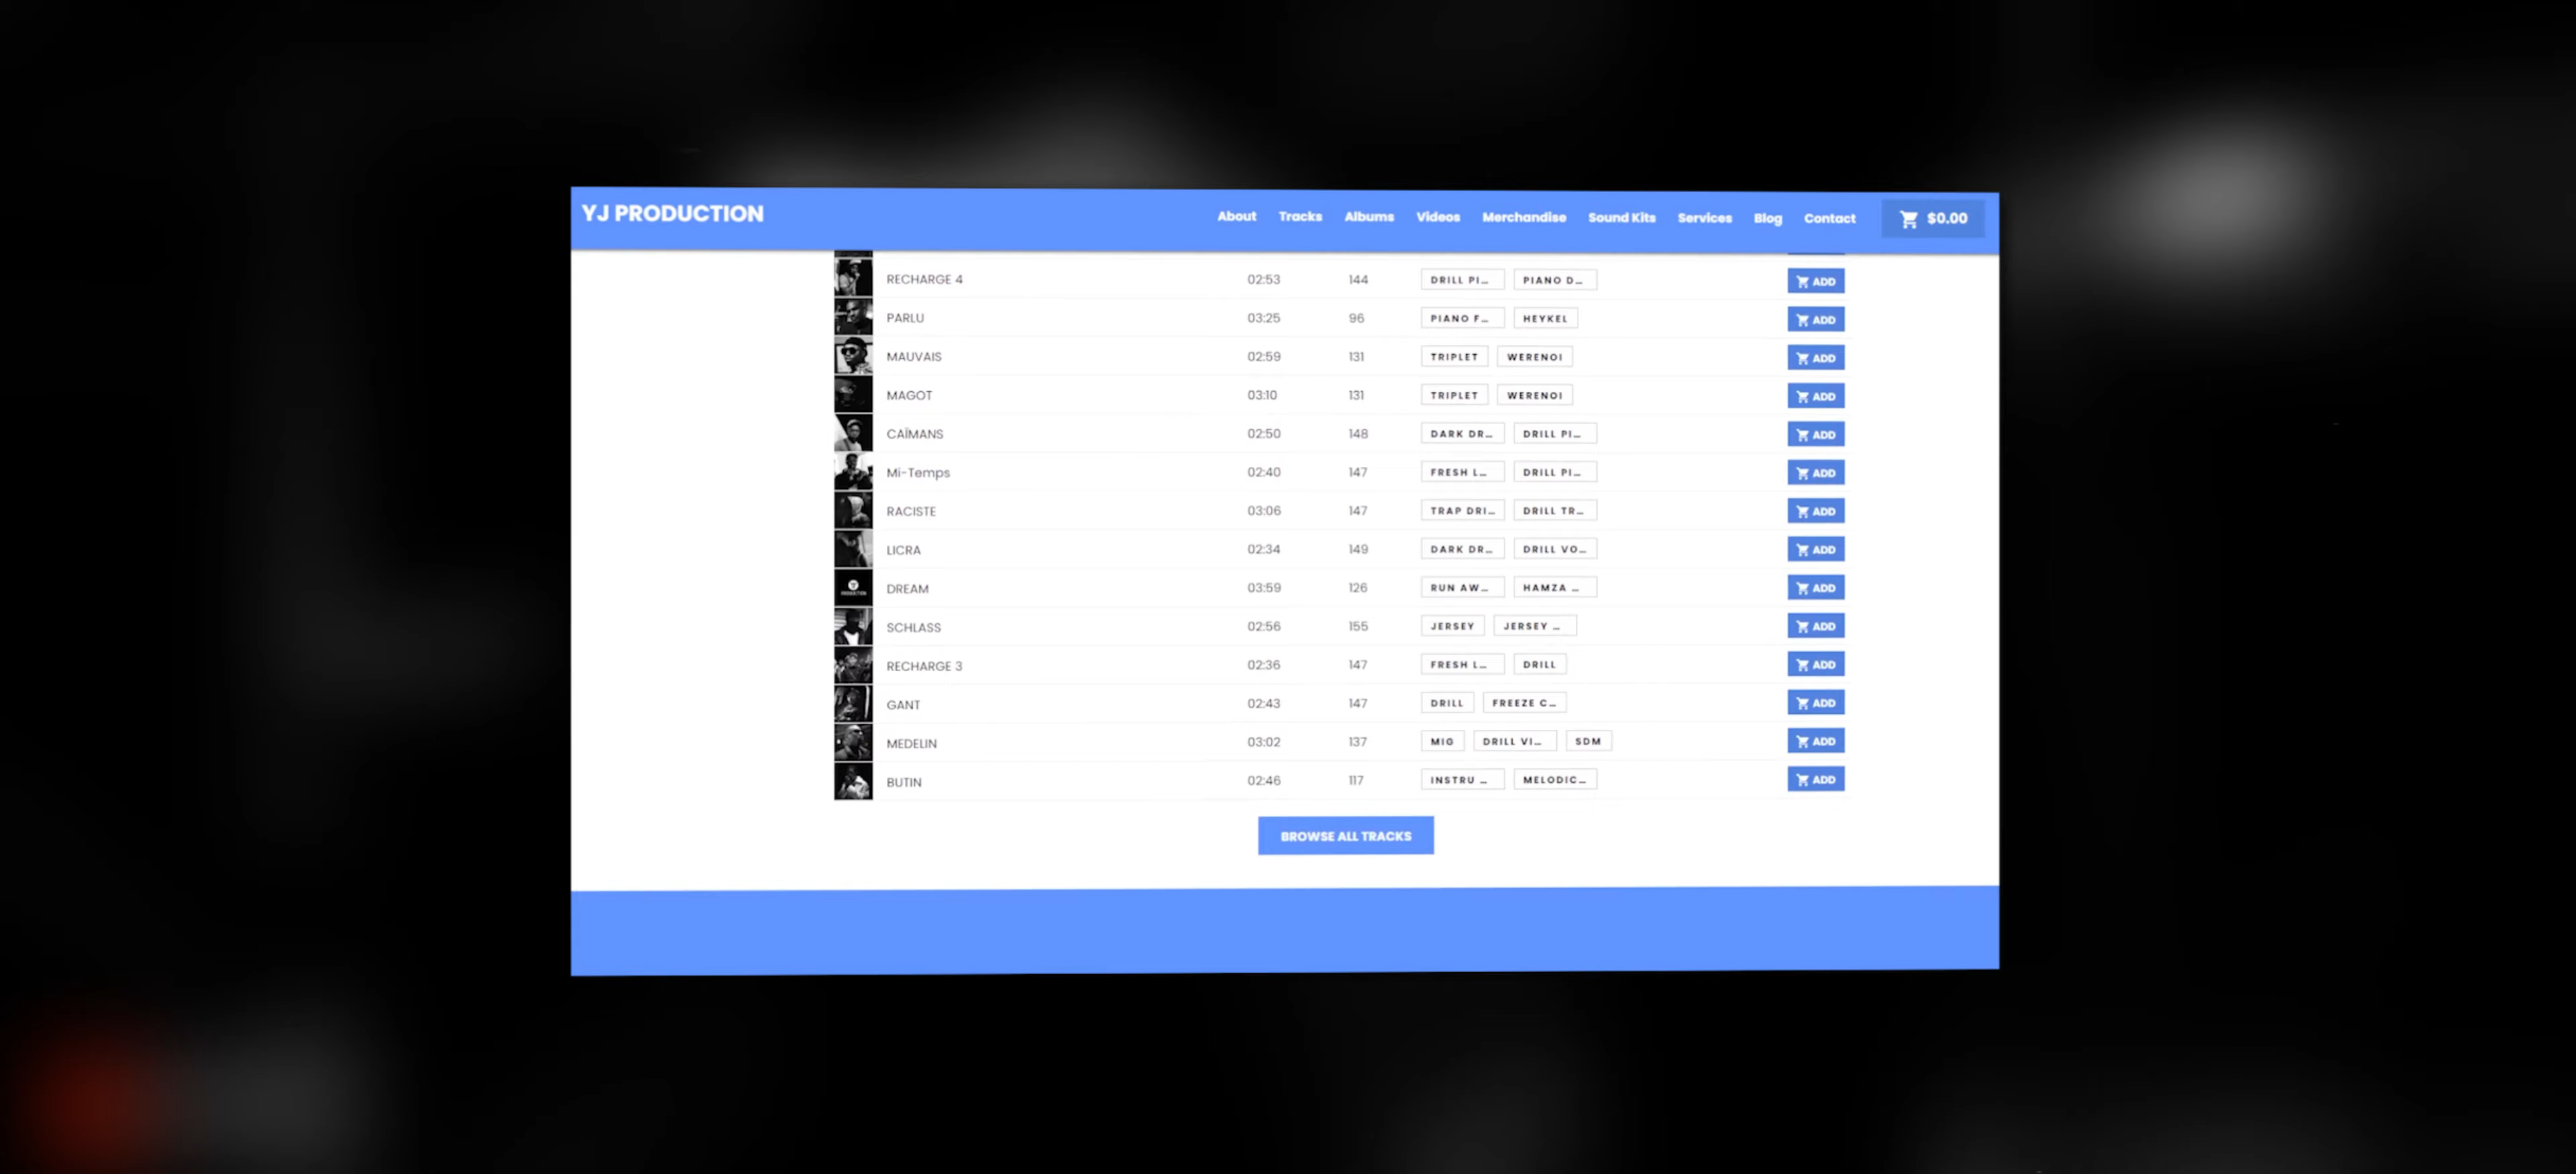 YJ PRODUCTION About Tracks Albums Videos Merchandise Sound Kits Services Blog Contact $0.00
RECHARGE 4 02:53 144 DRILL PI... PIANO D... ADD
PARLU 03:25 96 PIANO F... HEYKEL ADD
MAUVAIS 02:59 131 TRIPLET WERENOI ADD
MAGOT 03:10 131 TRIPLET WERENOI ADD
CAÏMANS 02:50 148 DARK DR... DRILL PI... ADD
Mi-Temps 02:40 147 FRESH L... DRILL PI... ADD
RACISTE 03:06 147 TRAP DRI... DRILL TR... ADD
LICRA 02:34 149 DARK DR... DRILL VO... ADD
DREAM 03:59 126 RUN AW... HAMZA ... ADD
SCHLASS 02:56 155 JERSEY JERSEY ... ADD
RECHARGE 3 02:36 147 FRESH L... DRILL ADD
GANT 02:43 147 DRILL FREEZE C... ADD
MEDELIN 03:02 137 MIG DRILL VI... SDM ADD
BUTIN 02:46 117 INSTRU ... MELODIC... ADD
BROWSE ALL TRACKS